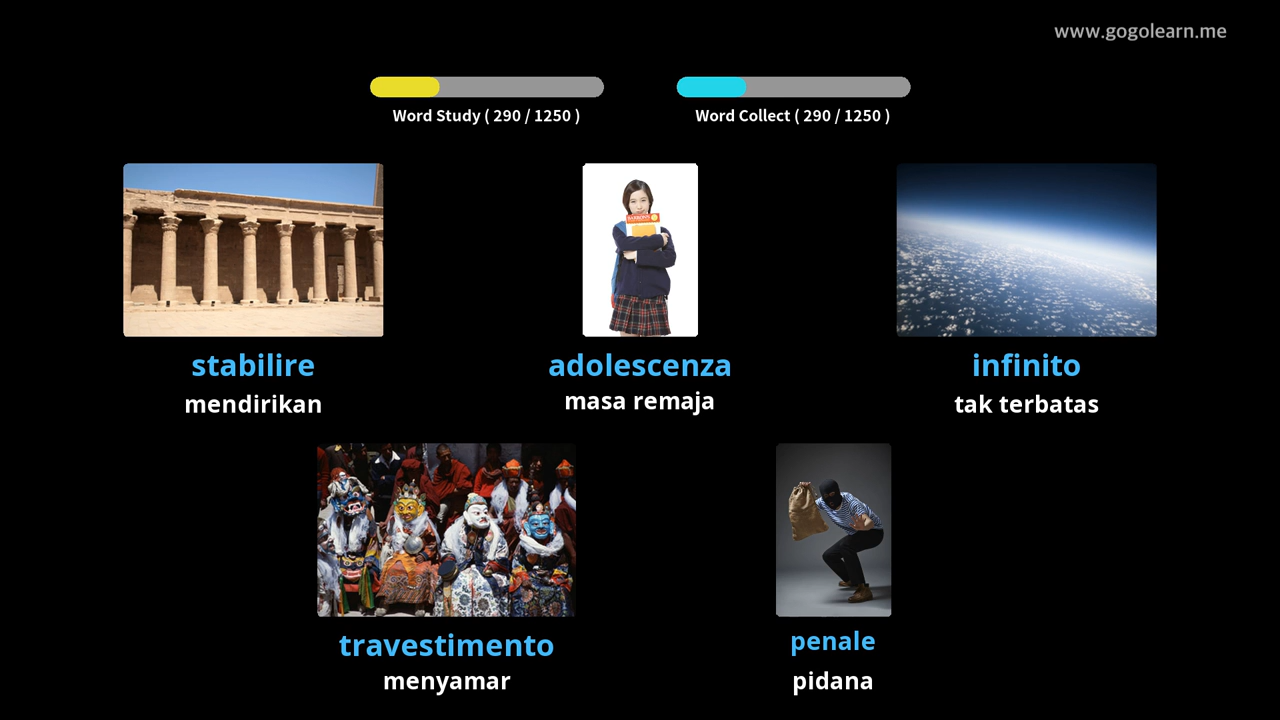 www.gogolearn.me
Word Study ( 290 / 1250 )
Word Collect ( 290 / 1250 )
stabilire
mendirikan
adolescenza
masa remaja
infinito
tak terbatas
travestimento
menyamar
penale
pidana